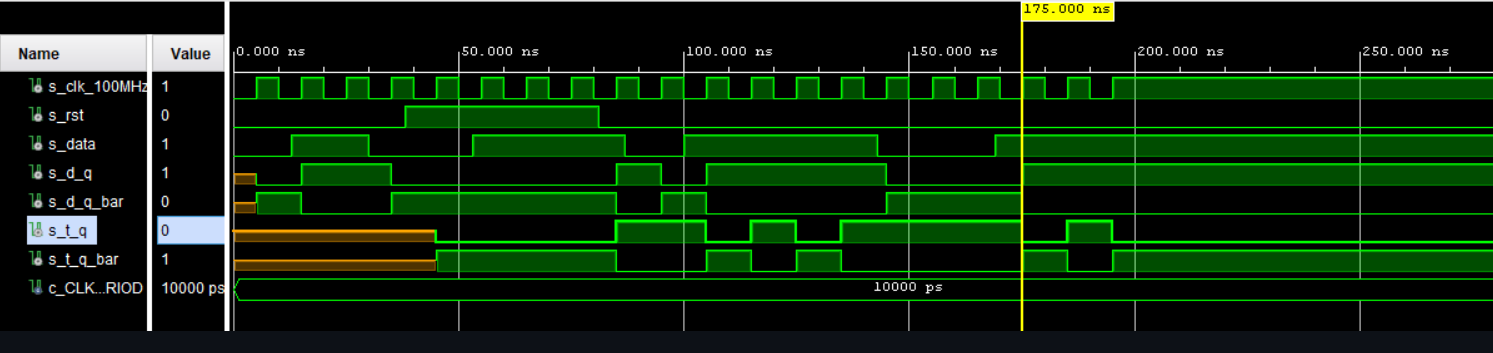 175.000 ns
Name Value
0.000 ns 50.000 ns 100.000 ns 150.000 ns 200.000 ns 250.000 ns
s_clk_100MHz 1
s_rst 0
s_data 1
s_d_q 1
s_d_q_bar 0
s_t_q 0
s_t_q_bar 1
c_CLK...RIOD 10000 ps 10000 ps